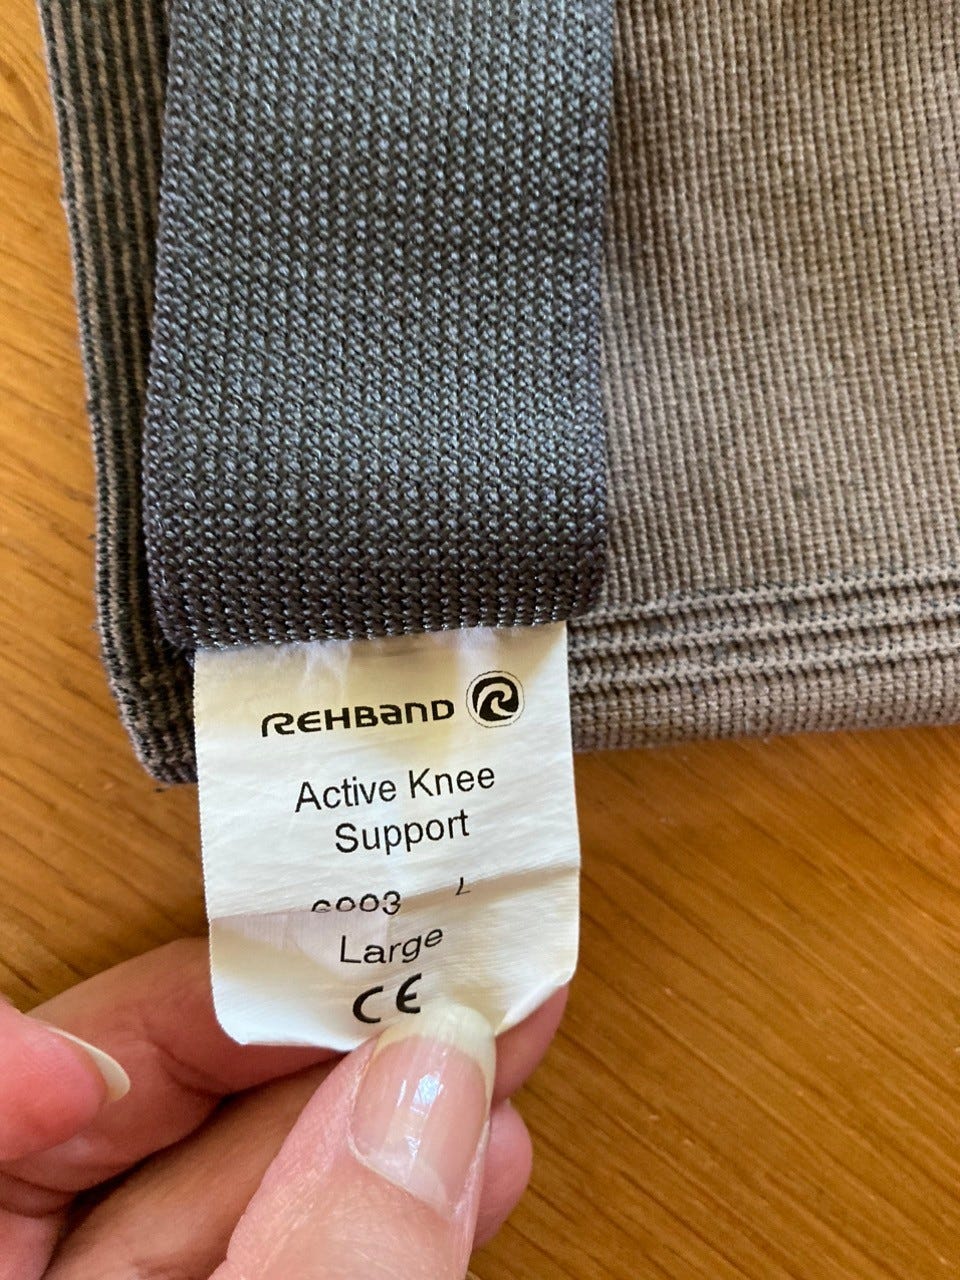 REHBAND
Active Knee
Support
Large
CE